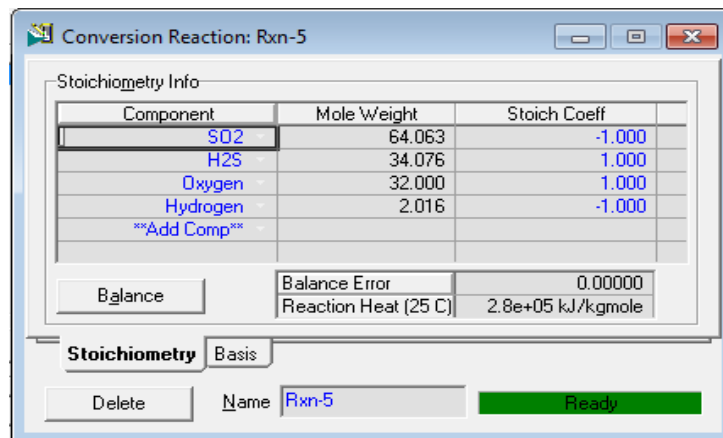 Conversion Reaction: Rxn-5
Stoichiometry Info
Component Mole Weight Stoich Coeff
SO2 64.063 -1.000
H2S 34.076 1.000
Oxygen 32.000 1.000
Hydrogen 2.016 -1.000
**Add Comp**
Balance
Balance Error 0.00000
Reaction Heat (25 C) 2.8e+05 kJ/kgmole
Stoichiometry Basis
Delete Name Rxn-5 Ready